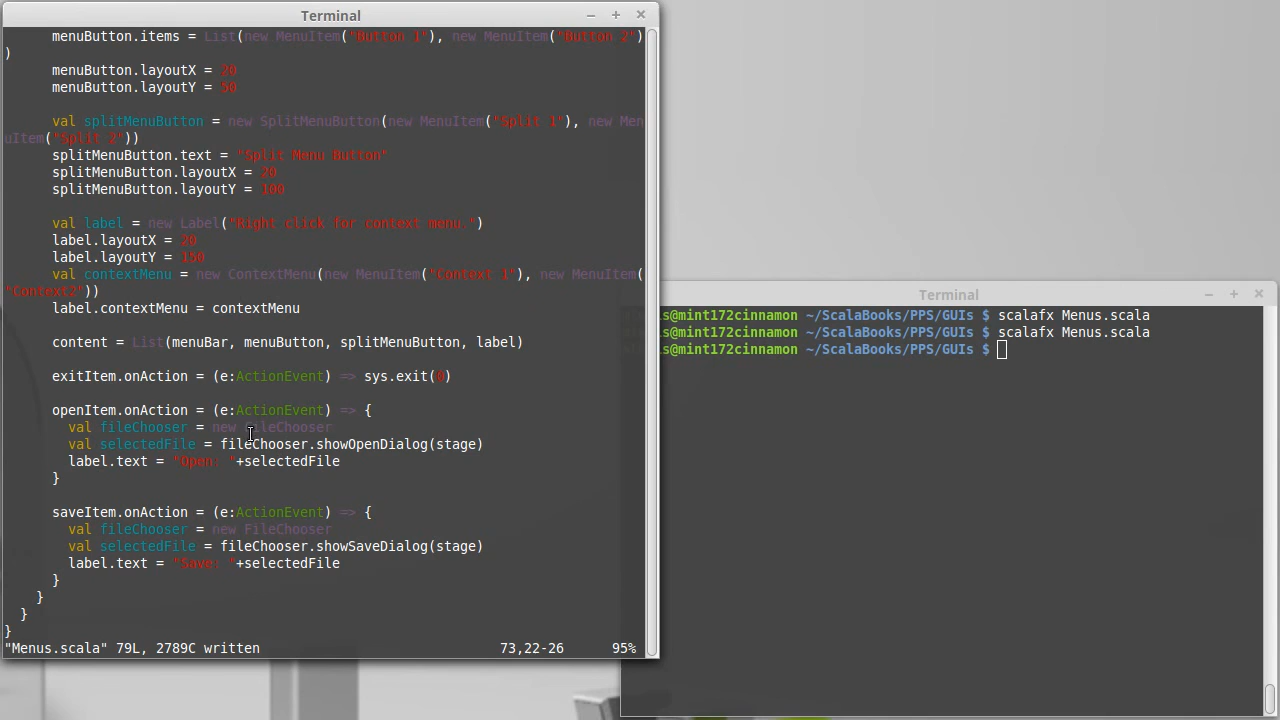 Terminal
menuButton.items = List(new MenuItem("Button 1"), new MenuItem("Button 2")
)
menuButton.layoutX = 20
menuButton.layoutY = 50
val splitMenuButton = new SplitMenuButton(new MenuItem("Split 1"), new Men
uItem("Split 2"))
splitMenuButton.text = "Split Menu Button"
splitMenuButton.layoutX = 20
splitMenuButton.layoutY = 100
val label = new Label("Right click for context menu.")
label.layoutX = 20
label.layoutY = 150
val contextMenu = new ContextMenu(new MenuItem("Context 1"), new MenuItem(
"Context2"))
label.contextMenu = contextMenu
content = List(menuBar, menuButton, splitMenuButton, label)
exitItem.onAction = (e:ActionEvent) => sys.exit(0)
openItem.onAction = (e:ActionEvent) => {
val fileChooser = new FileChooser
val selectedFile = fileChooser.showOpenDialog(stage)
label.text = "Open: "+selectedFile
}
saveItem.onAction = (e:ActionEvent) => {
val fileChooser = new FileChooser
val selectedFile = fileChooser.showSaveDialog(stage)
label.text = "Save: "+selectedFile
}
}
}
}
"Menus.scala" 79L, 2789C written 73,22-26 95%
Terminal
s@mint172cinnamon ~/ScalaBooks/PPS/GUIs $ scalafx Menus.scala
s@mint172cinnamon ~/ScalaBooks/PPS/GUIs $ scalafx Menus.scala
s@mint172cinnamon ~/ScalaBooks/PPS/GUIs $